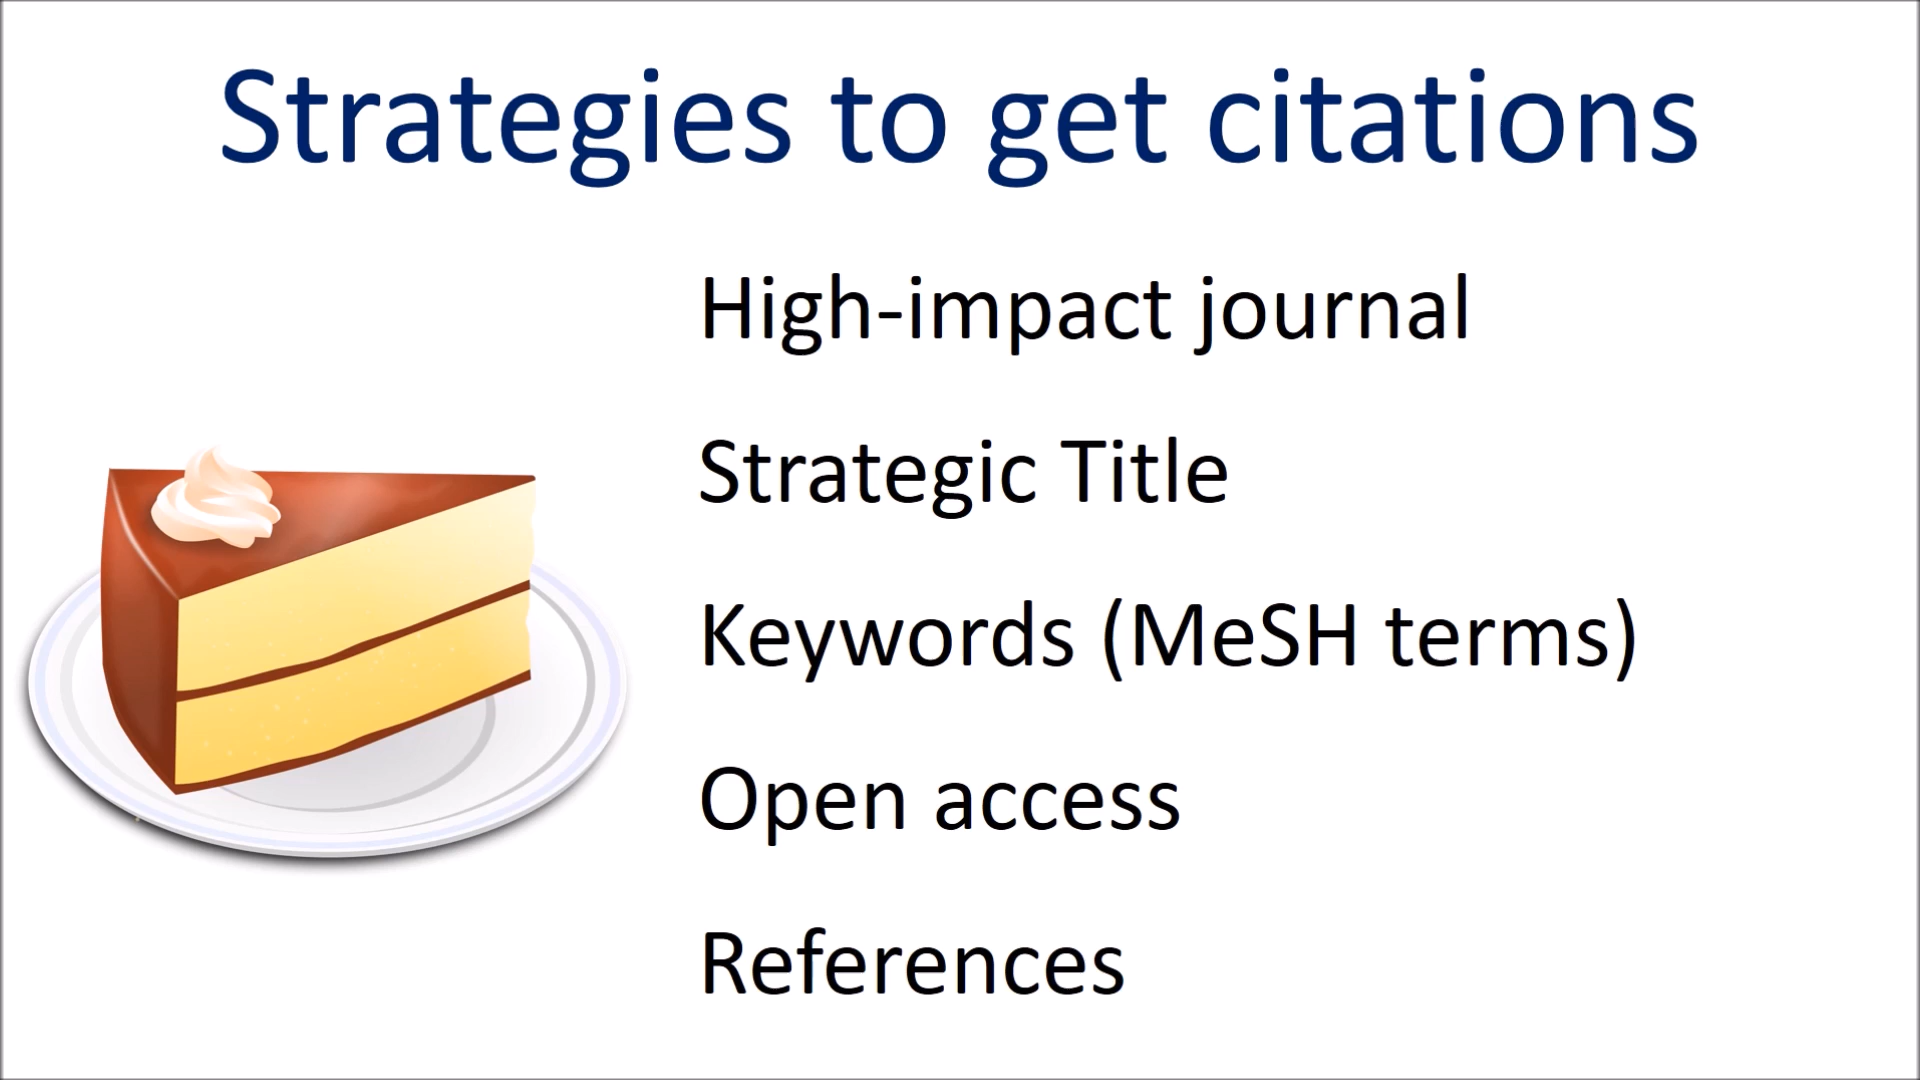 Strategies to get citations
High-impact journal
Strategic Title
Keywords (MeSH terms)
Open access
References